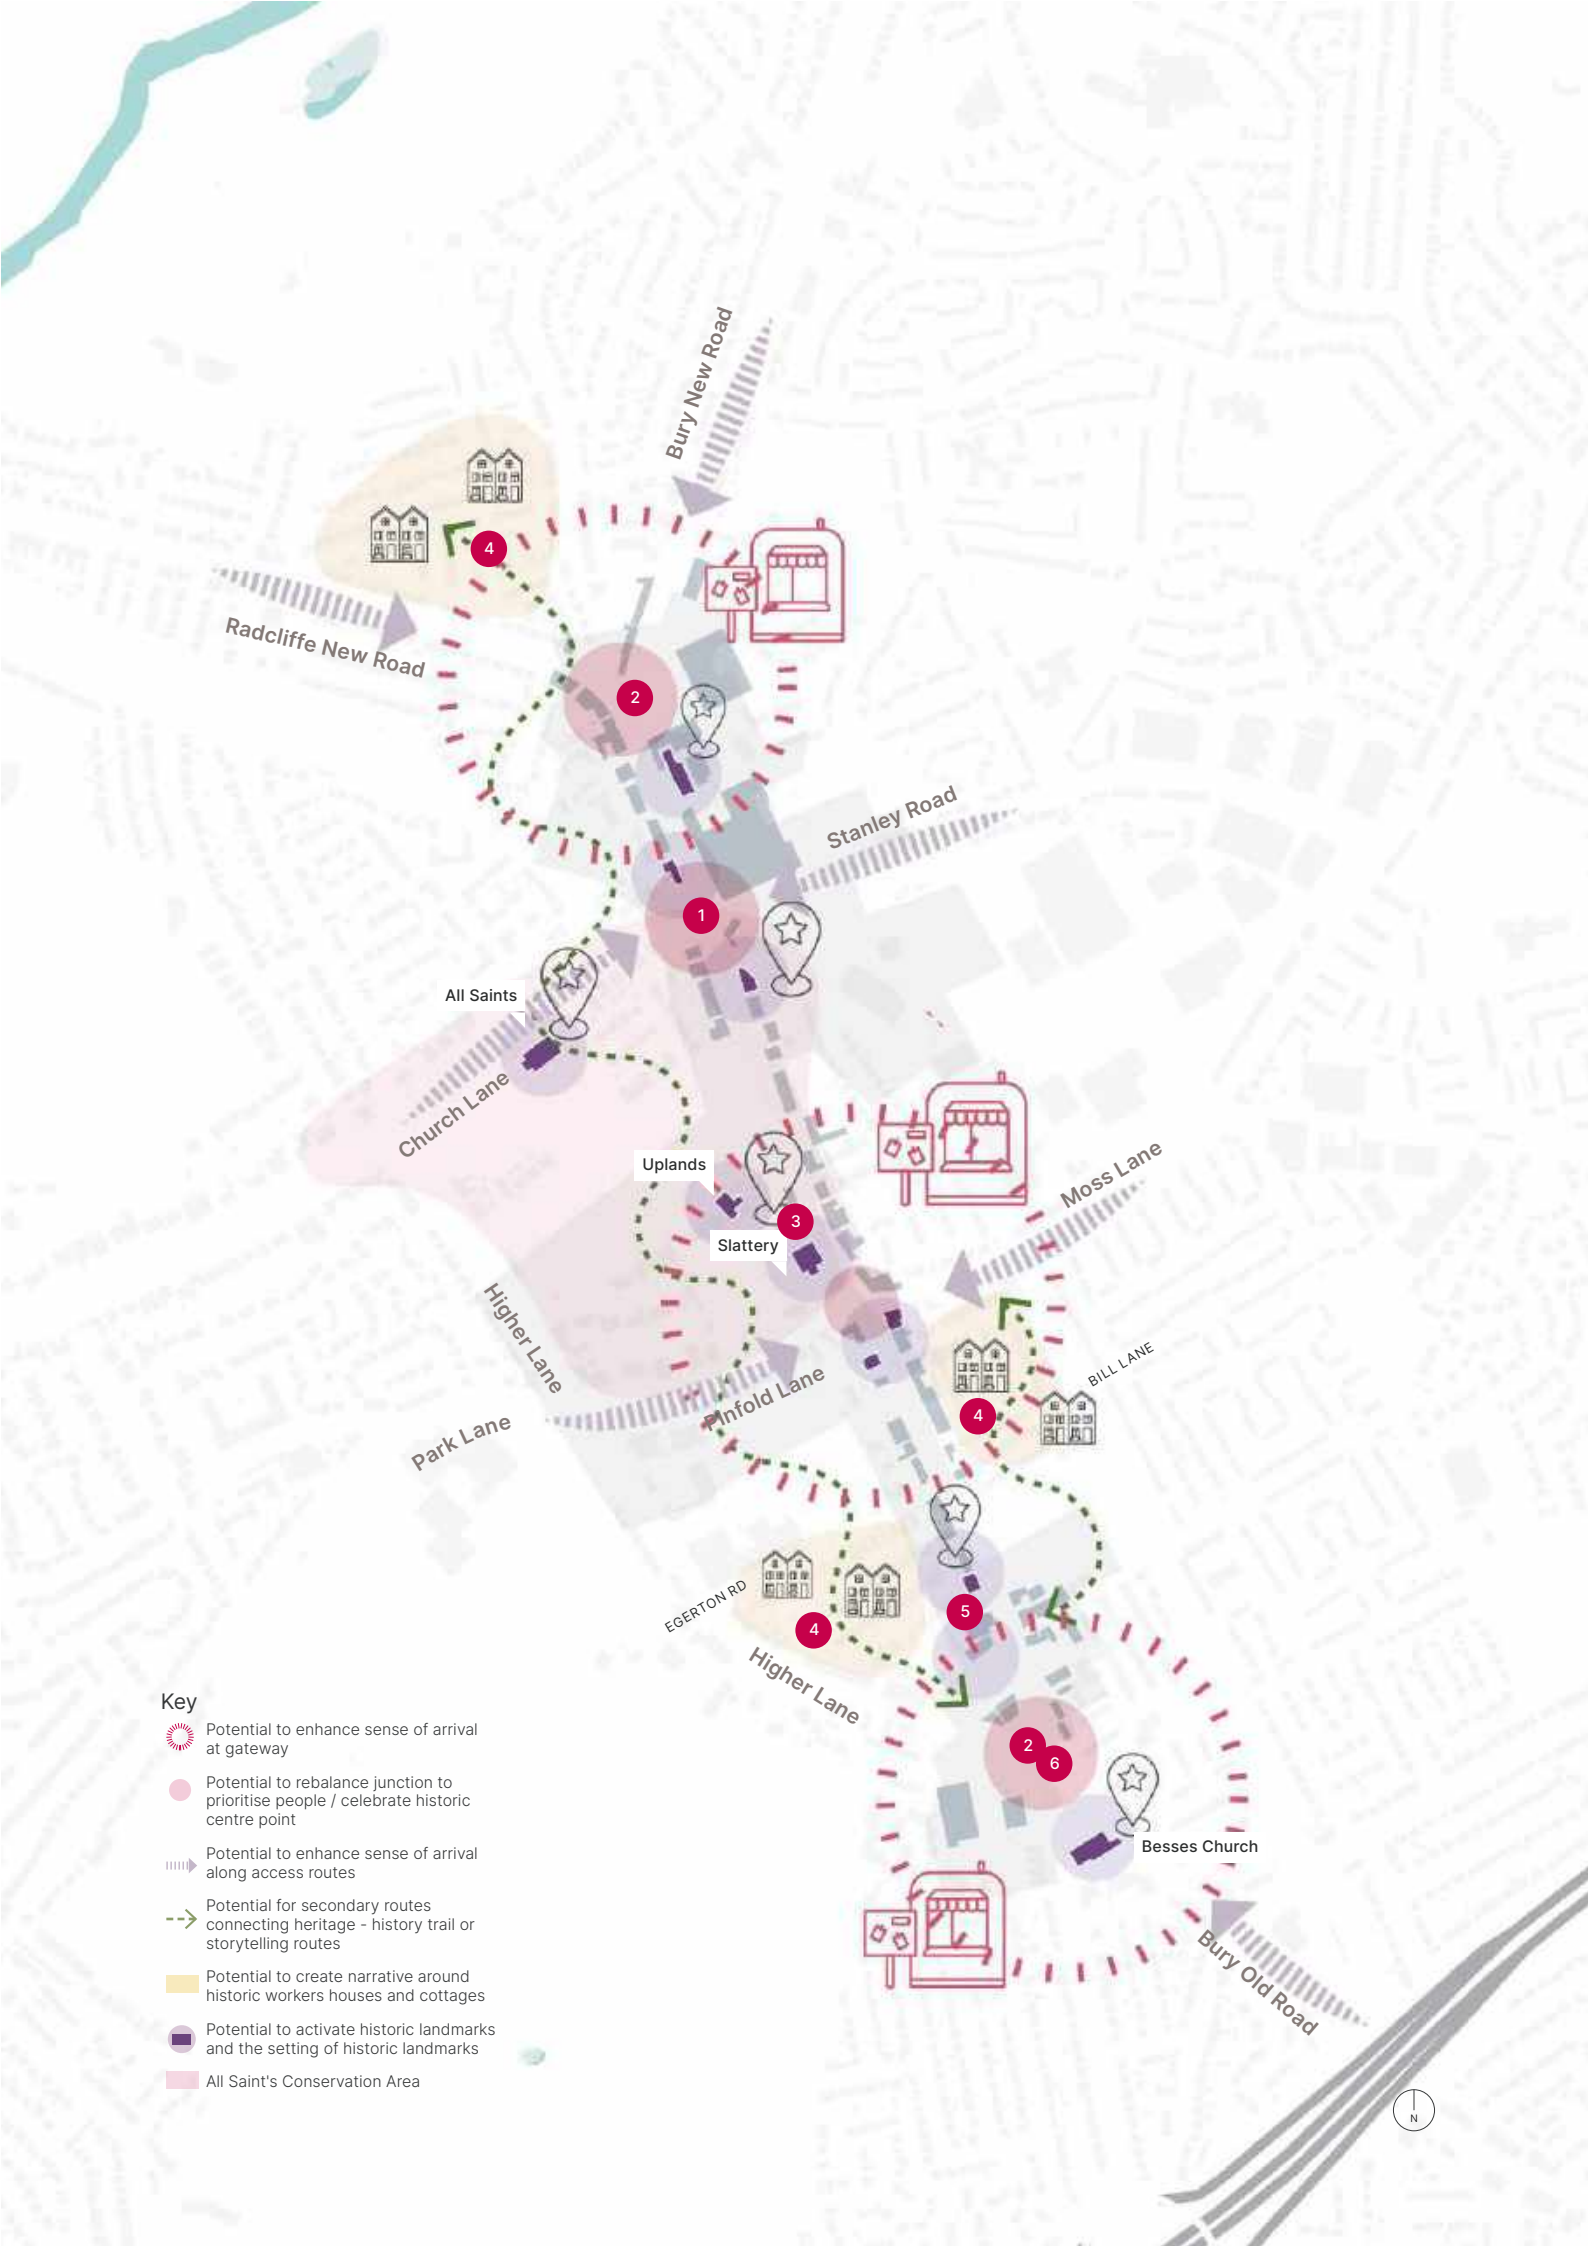 Bury New Road
4
Radcliffe New Road
2
Stanley Road
1
All Saints
Church Lane
Uplands
3
Slattery
Moss Lane
Higher Lane
BILL LANE
Pinfold Lane
Park Lane
4
EGERTON RD
5
4
Higher Lane
2
6
Besses Church
Bury Old Road
Key
Potential to enhance sense of arrival
at gateway
Potential to rebalance junction to
prioritise people / celebrate historic
centre point
Potential to enhance sense of arrival
along access routes
Potential for secondary routes
connecting heritage - history trail or
storytelling routes
Potential to create narrative around
historic workers houses and cottages
Potential to activate historic landmarks
and the setting of historic landmarks
All Saint's Conservation Area
N